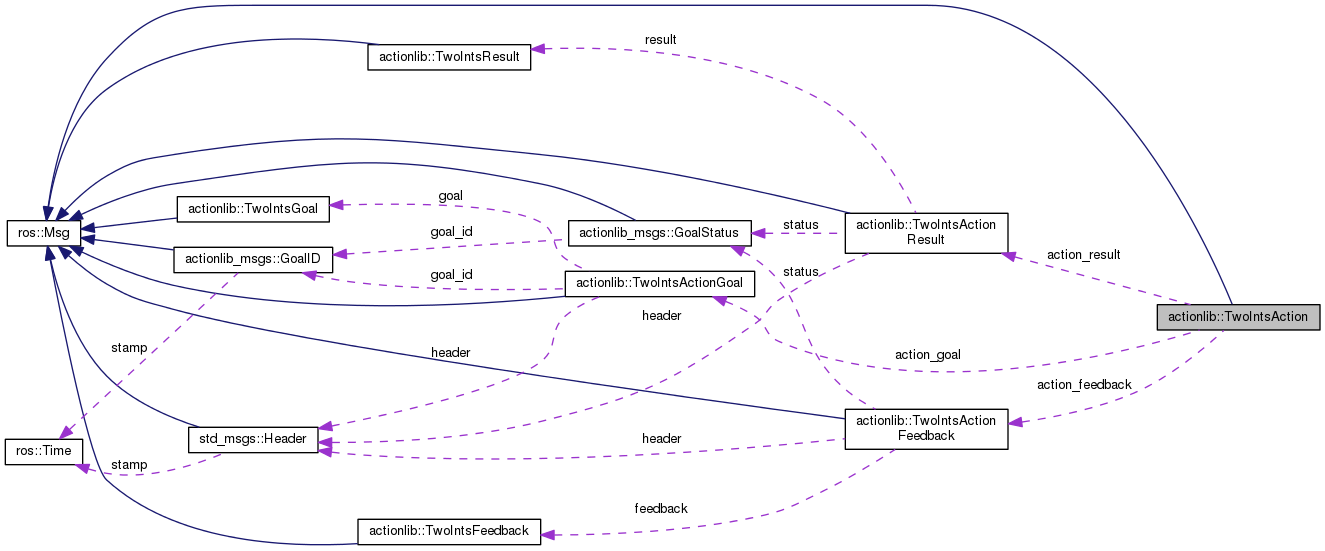 result
actionlib::TwoIntsResult
goal
actionlib::TwoIntsGoal
ros::Msg
goal_id
actionlib_msgs::GoalStatus
status
actionlib::TwoIntsAction
Result
actionlib_msgs::GoalID
goal_id
actionlib::TwoIntsActionGoal
status
action_result
header
actionlib::TwoIntsAction
stamp
header
action_goal
action_feedback
actionlib::TwoIntsAction
Feedback
std_msgs::Header
header
ros::Time
stamp
feedback
actionlib::TwoIntsFeedback